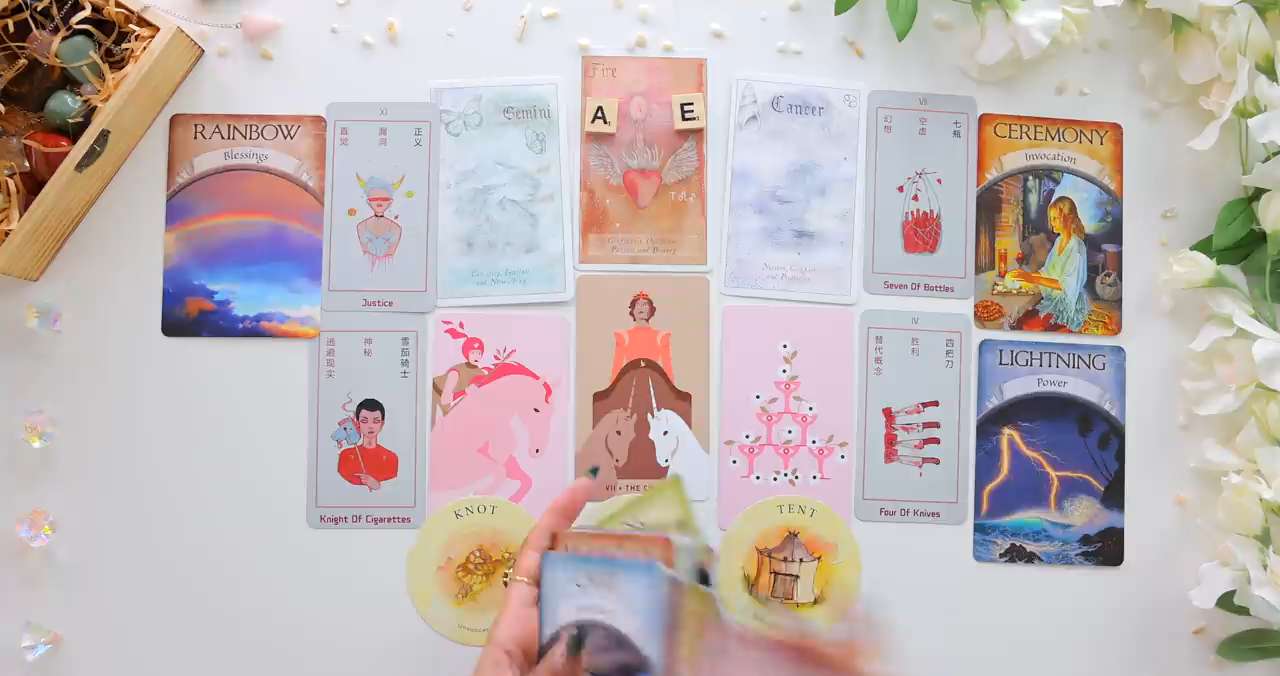 RAINBOW
Blessings
XI
直觉
漏洞
正义
Justice
Gemini
Fire
A
E
Cancer
VII
幻想
空虚
七瓶
Seven Of Bottles
CEREMONY
Invocation
逃避现实
神秘
雪茄骑士
Knight Of Cigarettes
IV
替代概念
胜利
四把刀
Four Of Knives
LIGHTNING
Power
KNOT
TENT